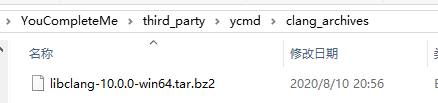 YouCompleteMe > third_party > ycmd > clang_archives
名称 修改日期
libclang-10.0.0-win64.tar.bz2 2020/8/10 20:56